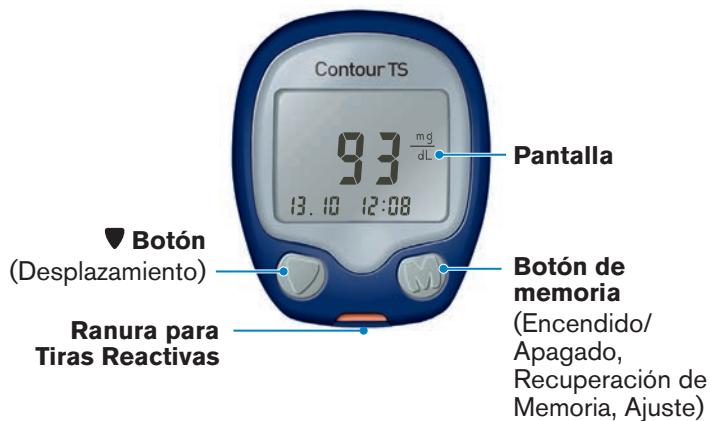 Contour TS
93 mg/dL
13.10 12:08
Pantalla
▼ Botón
(Desplazamiento)
Botón de
memoria
(Encendido/
Apagado,
Recuperación de
Memoria, Ajuste)
Ranura para
Tiras Reactivas
M